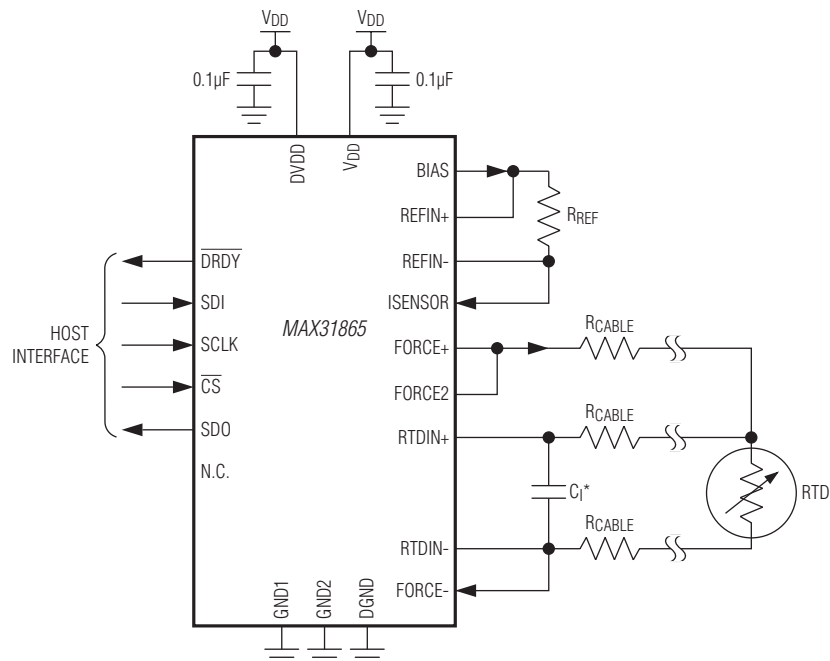 VDD
VDD
0.1µF
0.1µF
DVDD
VDD
BIAS
REFIN+
RREF
REFIN-
ISENSOR
DRDY
SDI
SCLK
CS
SDO
HOST
INTERFACE
N.C.
MAX31865
FORCE+
RCABLE
FORCE2
RTDIN+
RCABLE
CI*
RTD
RTDIN-
RCABLE
FORCE-
GND1
GND2
DGND